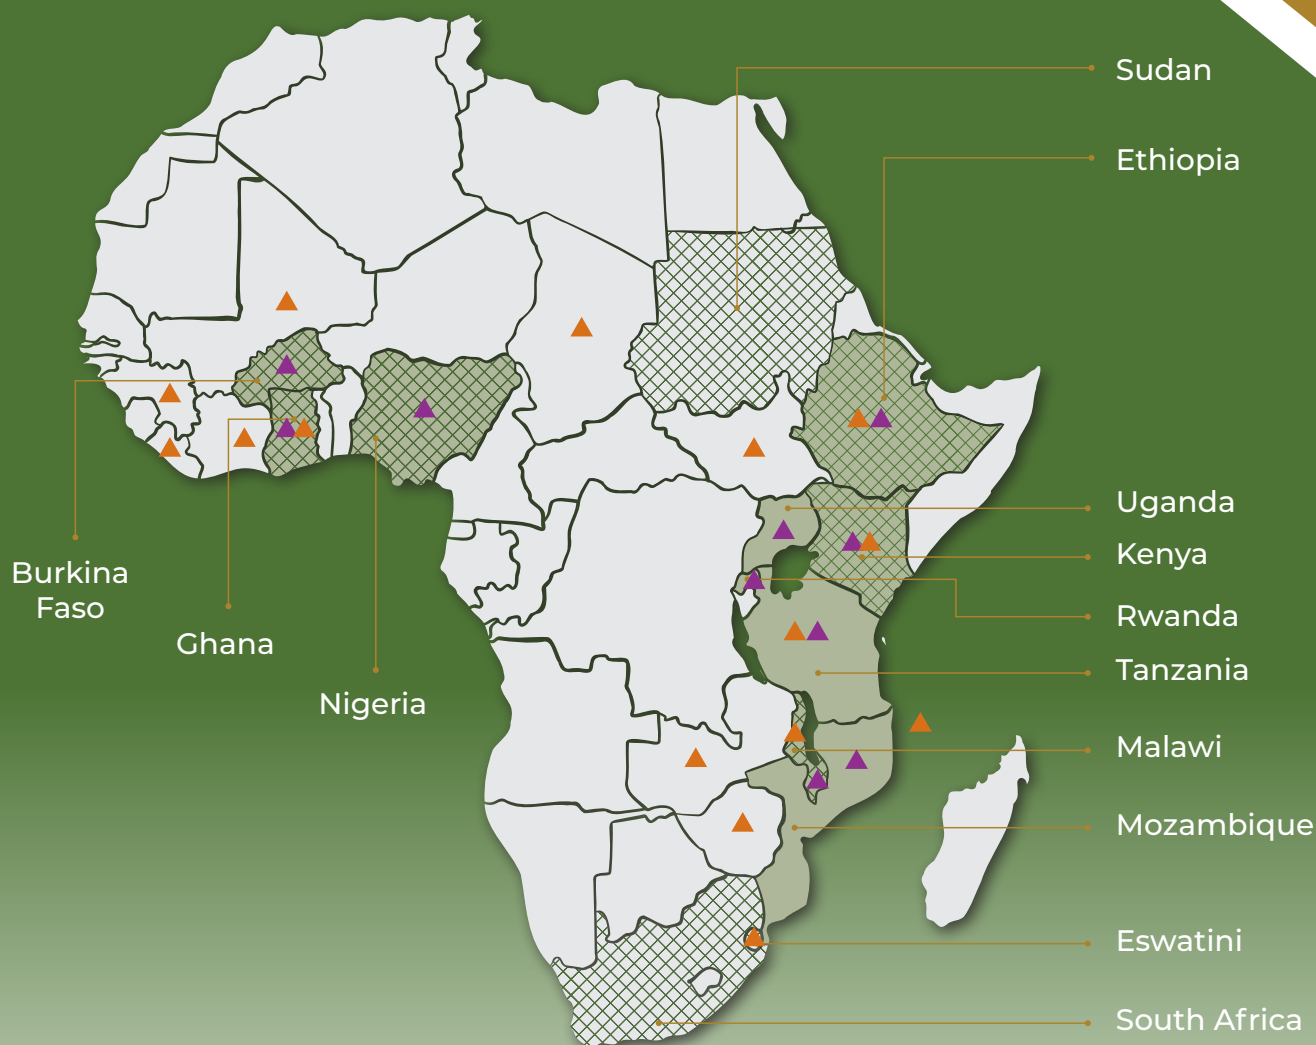 Sudan
Ethiopia
Uganda
Kenya
Rwanda
Tanzania
Malawi
Mozambique
Eswatini
South Africa
Burkina
Faso
Ghana
Nigeria